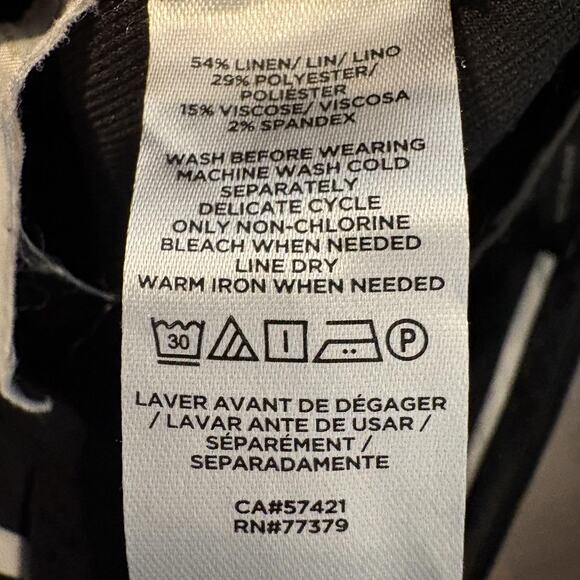 54% LINEN/ LIN/ LINO
29% POLYESTER/
POLIESTER
15% VISCOSE/ VISCOSA
2% SPANDEX
WASH BEFORE WEARING
MACHINE WASH COLD
SEPARATELY
DELICATE CYCLE
ONLY NON-CHLORINE
BLEACH WHEN NEEDED
LINE DRY
WARM IRON WHEN NEEDED
30 P
LAVER AVANT DE DÉGAGER
/ LAVAR ANTE DE USAR /
SÉPARÉMENT /
SEPARADAMENTE
CA#57421
RN#77379